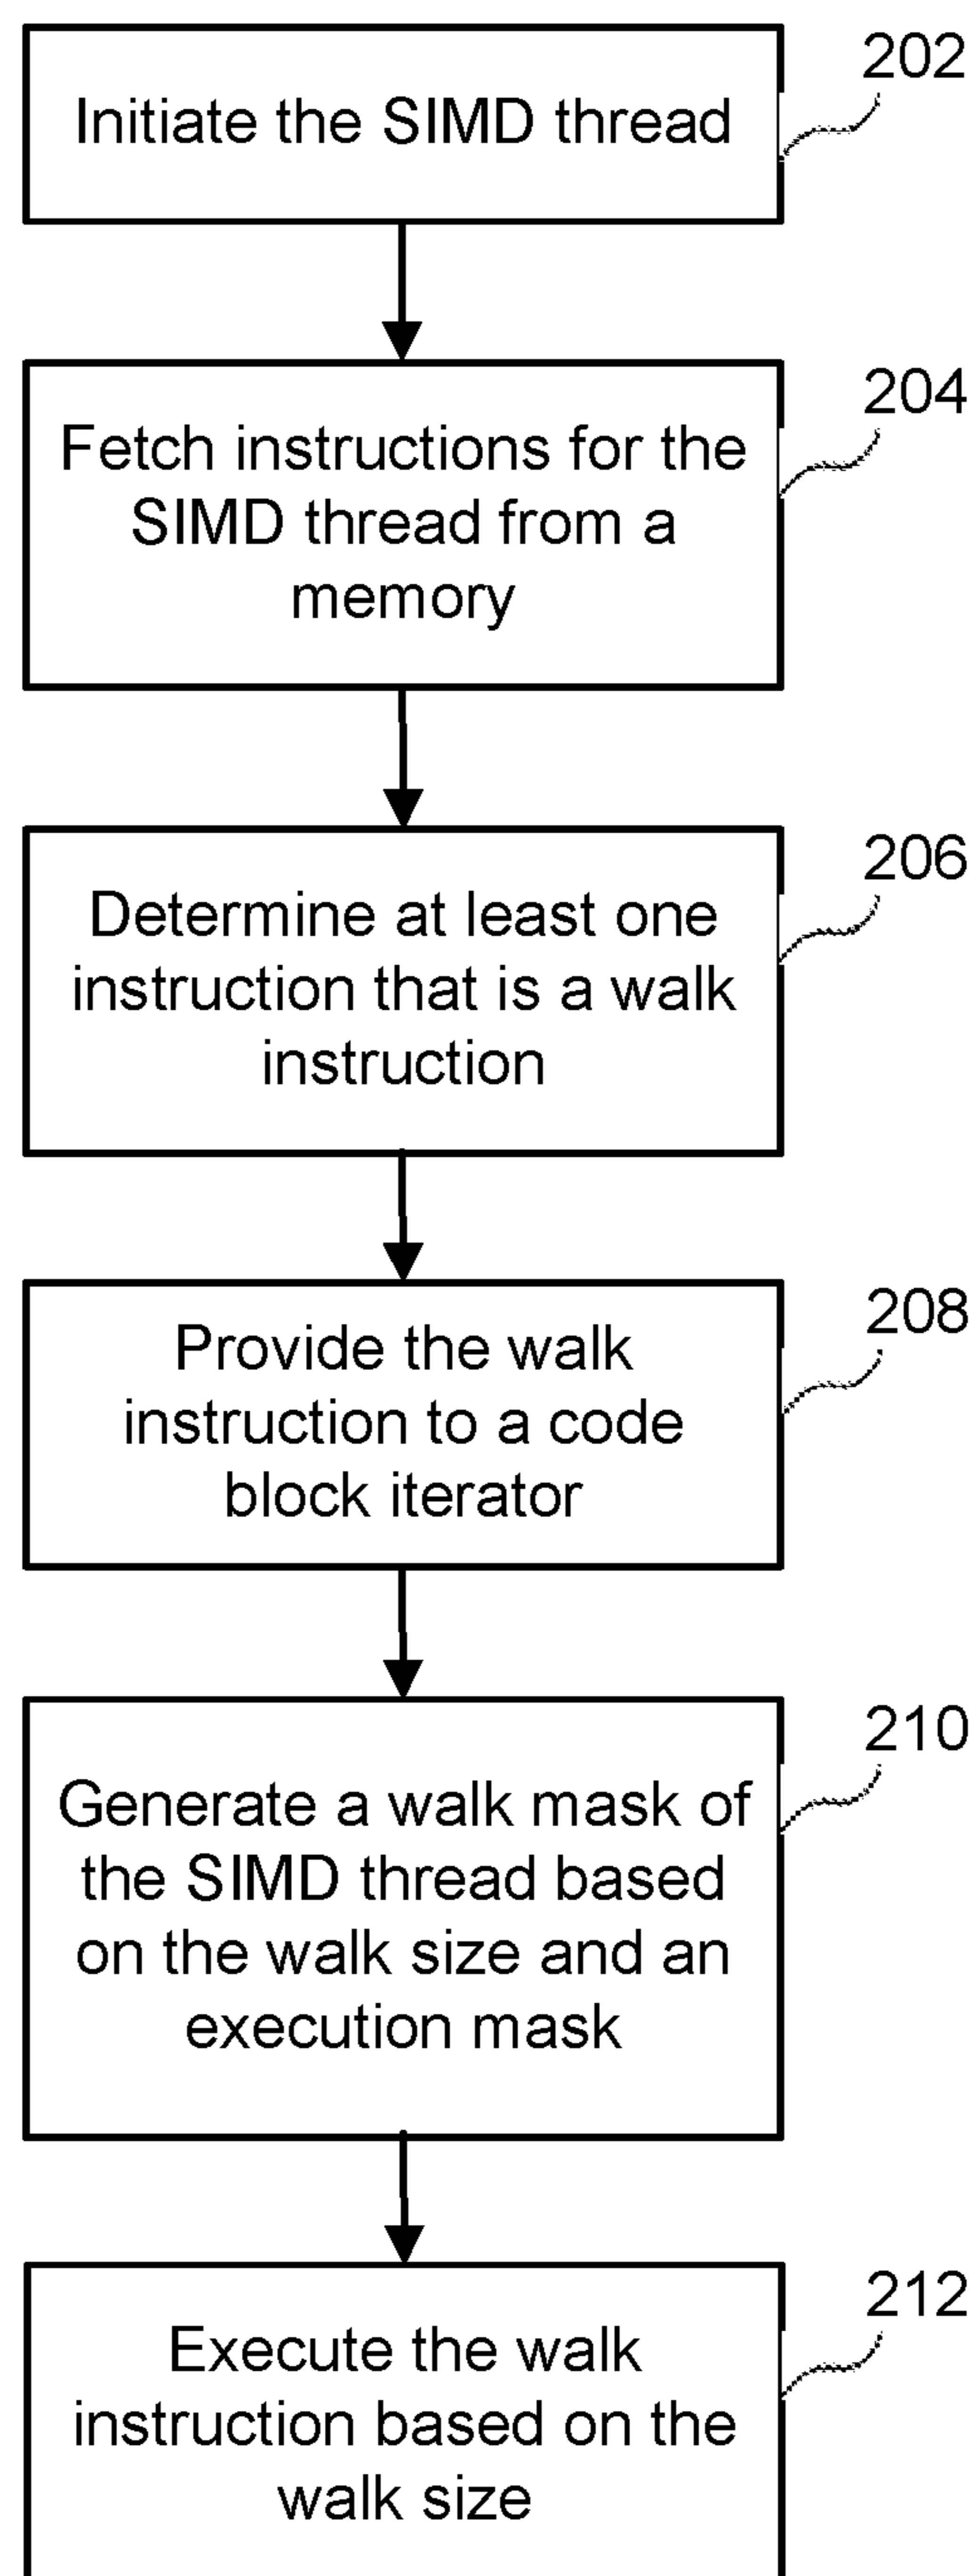 202
Initiate the SIMD thread
204
Fetch instructions for the
SIMD thread from a
memory
206
Determine at least one
instruction that is a walk
instruction
208
Provide the walk
instruction to a code
block iterator
210
Generate a walk mask of
the SIMD thread based
on the walk size and an
execution mask
212
Execute the walk
instruction based on the
walk size